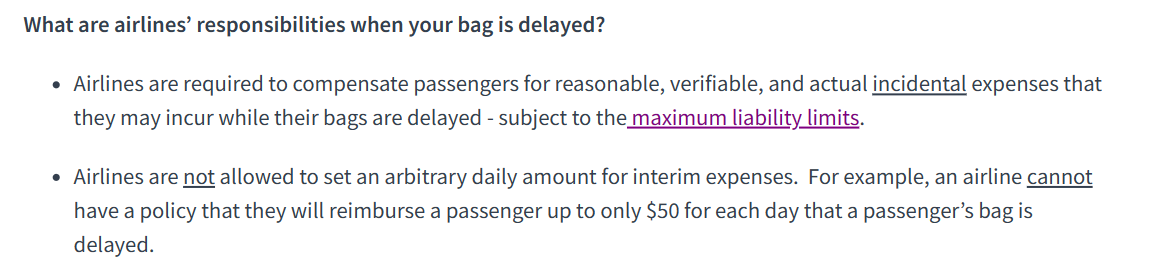 What are airlines’ responsibilities when your bag is delayed?
• Airlines are required to compensate passengers for reasonable, verifiable, and actual incidental expenses that
they may incur while their bags are delayed - subject to the maximum liability limits.
• Airlines are not allowed to set an arbitrary daily amount for interim expenses.  For example, an airline cannot
have a policy that they will reimburse a passenger up to only $50 for each day that a passenger’s bag is
delayed.